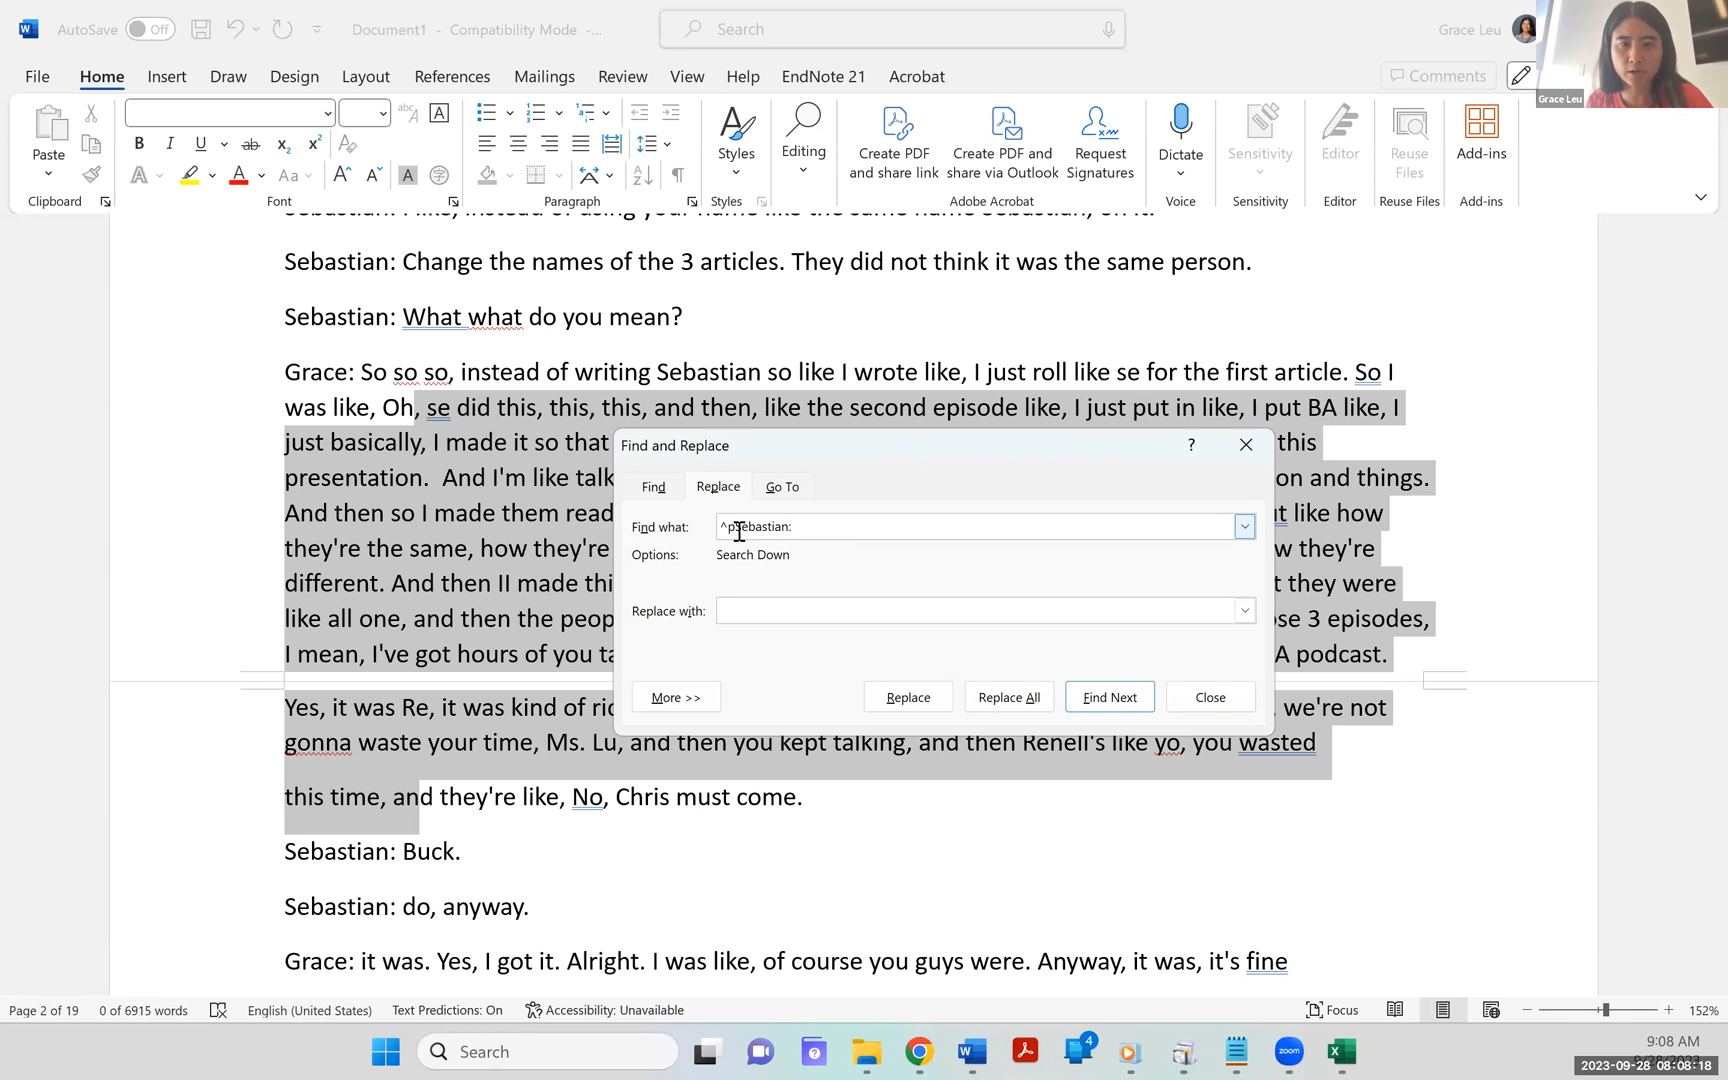 AutoSave Off Document1 - Compatibility Mode -... Search Grace Leu
File Home Insert Draw Design Layout References Mailings Review View Help EndNote 21 Acrobat Comments
Grace Leu
Paste
B I U ab x₂ x²
A A Aa A A A 字
Styles
Editing
Create PDF and share link
Create PDF and share via Outlook
Request Signatures
Dictate
Sensitivity
Editor
Reuse Files
Add-ins
Clipboard Font Paragraph Styles Adobe Acrobat Voice Sensitivity Editor Reuse Files Add-ins
Sebastian: Change the names of the 3 articles. They did not think it was the same person.
Sebastian: What what do you mean?
Grace: So so so, instead of writing Sebastian so like I wrote like, I just roll like se for the first article. So I
was like, Oh, se did this, this, this, and then, like the second episode like, I just put in like, I put BA like, I
just basically, I made it so that this
presentation. And I'm like talk on and things.
And then so I made them read like how
they're the same, how they're w they're
different. And then II made thi t they were
like all one, and then the peop se 3 episodes,
I mean, I've got hours of you ta A podcast.
Find and Replace
Find Replace Go To
Find what: ^pSebastian:
Options: Search Down
Replace with:
More >> Replace Replace All Find Next Close
Yes, it was Re, it was kind of ric , we're not
gonna waste your time, Ms. Lu, and then you kept talking, and then Renell's like yo, you wasted
this time, and they're like, No, Chris must come.
Sebastian: Buck.
Sebastian: do, anyway.
Grace: it was. Yes, I got it. Alright. I was like, of course you guys were. Anyway, it was, it's fine
Page 2 of 19 0 of 6915 words English (United States) Text Predictions: On Accessibility: Unavailable Focus 152%
Search 4 zoom 9:08 AM
2023-09-28 08:08:18